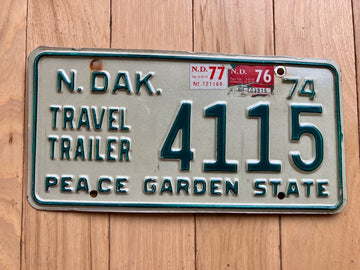 N. DAK.
N.D. 77
N.D. 76
74
TRAVEL
TRAILER
4115
PEACE GARDEN STATE